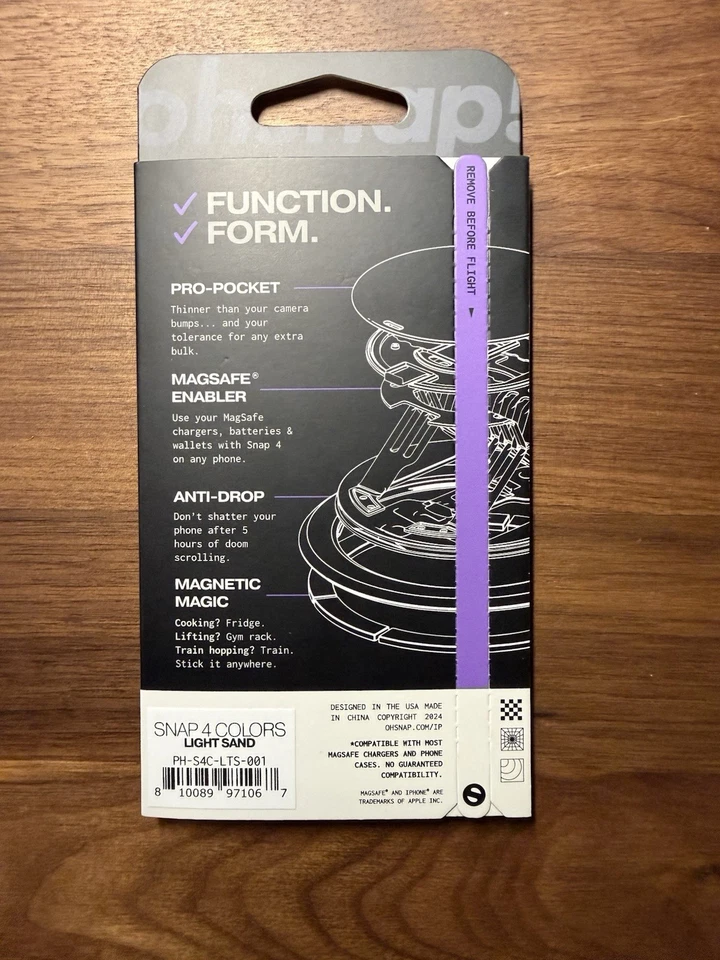 ohsnap!
REMOVE BEFORE FLIGHT
FUNCTION.
FORM.
PRO-POCKET
Thinner than your camera
bumps... and your
tolerance for any extra
bulk.
MAGSAFE®
ENABLER
Use your MagSafe
chargers, batteries &
wallets with Snap 4
on any phone.
ANTI-DROP
Don't shatter your
phone after 5
hours of doom
scrolling.
MAGNETIC
MAGIC
Cooking? Fridge.
Lifting? Gym rack.
Train hopping? Train.
Stick it anywhere.
SNAP 4 COLORS
LIGHT SAND
PH-S4C-LTS-001
8 10089 97106 7
DESIGNED IN THE USA MADE
IN CHINA COPYRIGHT 2024
OHSNAP.COM/IP
*COMPATIBLE WITH MOST
MAGSAFE CHARGERS AND PHONE
CASES. NO GUARANTEED
COMPATIBILITY.
MAGSAFE® AND IPHONE® ARE
TRADEMARKS OF APPLE INC.